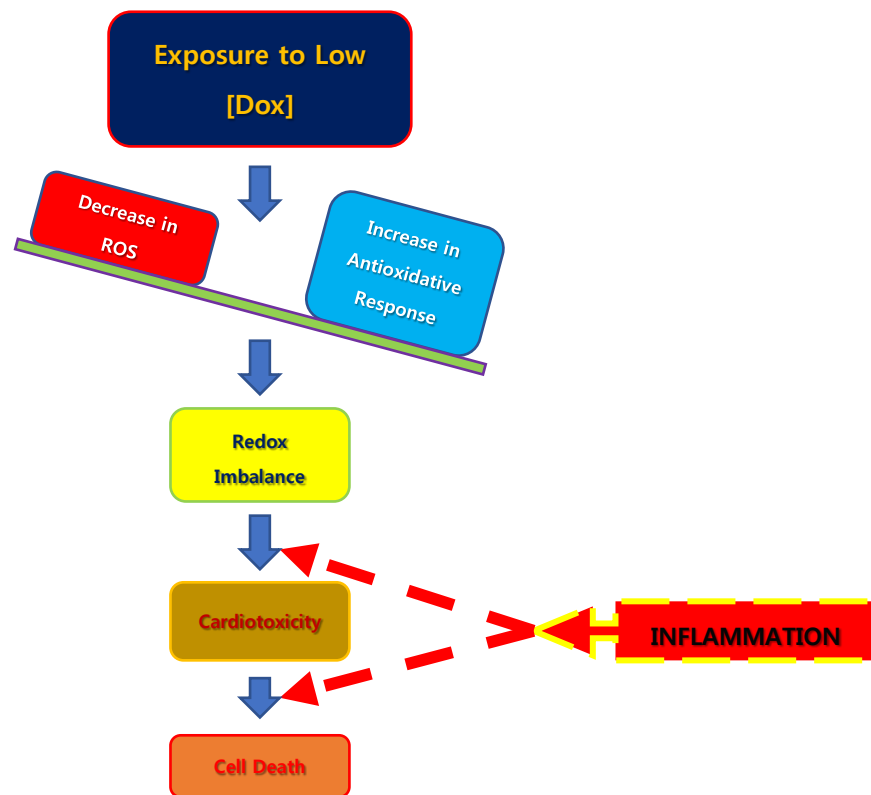 Exposure to Low
[Dox]
Decrease in
ROS
Increase in
Antioxidative
Response
Redox
Imbalance
Cardiotoxicity
INFLAMMATION
Cell Death